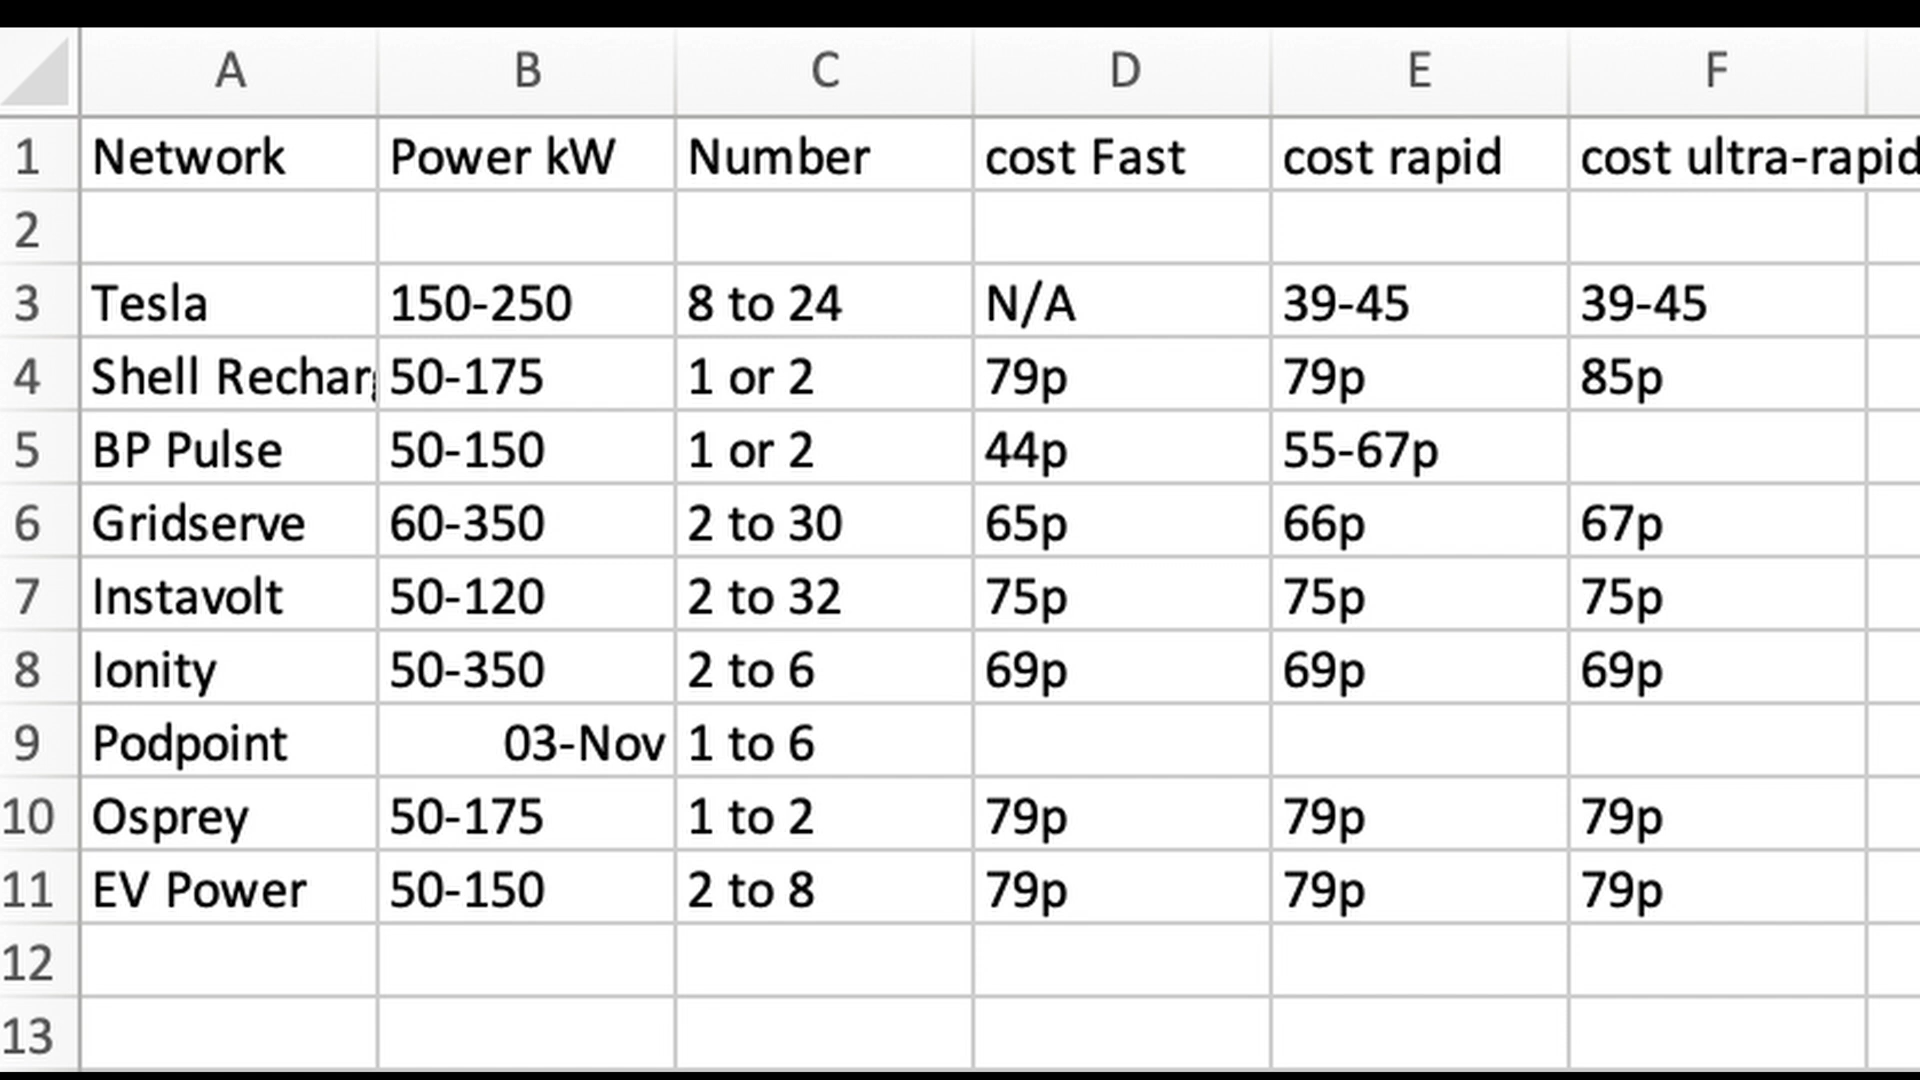 A B C D E F
1 Network Power kW Number cost Fast cost rapid cost ultra-rapid
2
3 Tesla 150-250 8 to 24 N/A 39-45 39-45
4 Shell Rechar 50-175 1 or 2 79p 79p 85p
5 BP Pulse 50-150 1 or 2 44p 55-67p
6 Gridserve 60-350 2 to 30 65p 66p 67p
7 Instavolt 50-120 2 to 32 75p 75p 75p
8 Ionity 50-350 2 to 6 69p 69p 69p
9 Podpoint 03-Nov 1 to 6
10 Osprey 50-175 1 to 2 79p 79p 79p
11 EV Power 50-150 2 to 8 79p 79p 79p
12
13